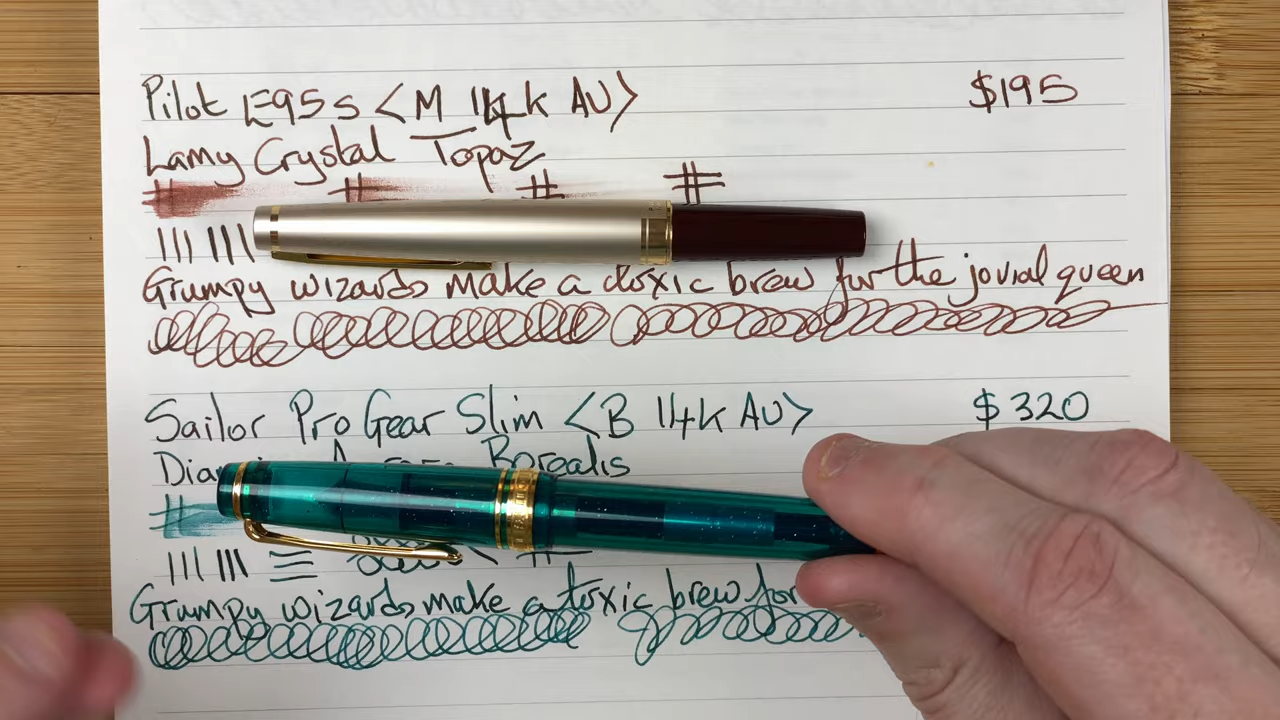 Pilot E95s <M 14k AU> $195
Lamy Crystal Topaz
Grumpy wizards make a toxic brew for the jovial queen
Sailor Pro Gear Slim <B 14k AU> $320
Borealis
Grumpy wizards make a toxic brew for